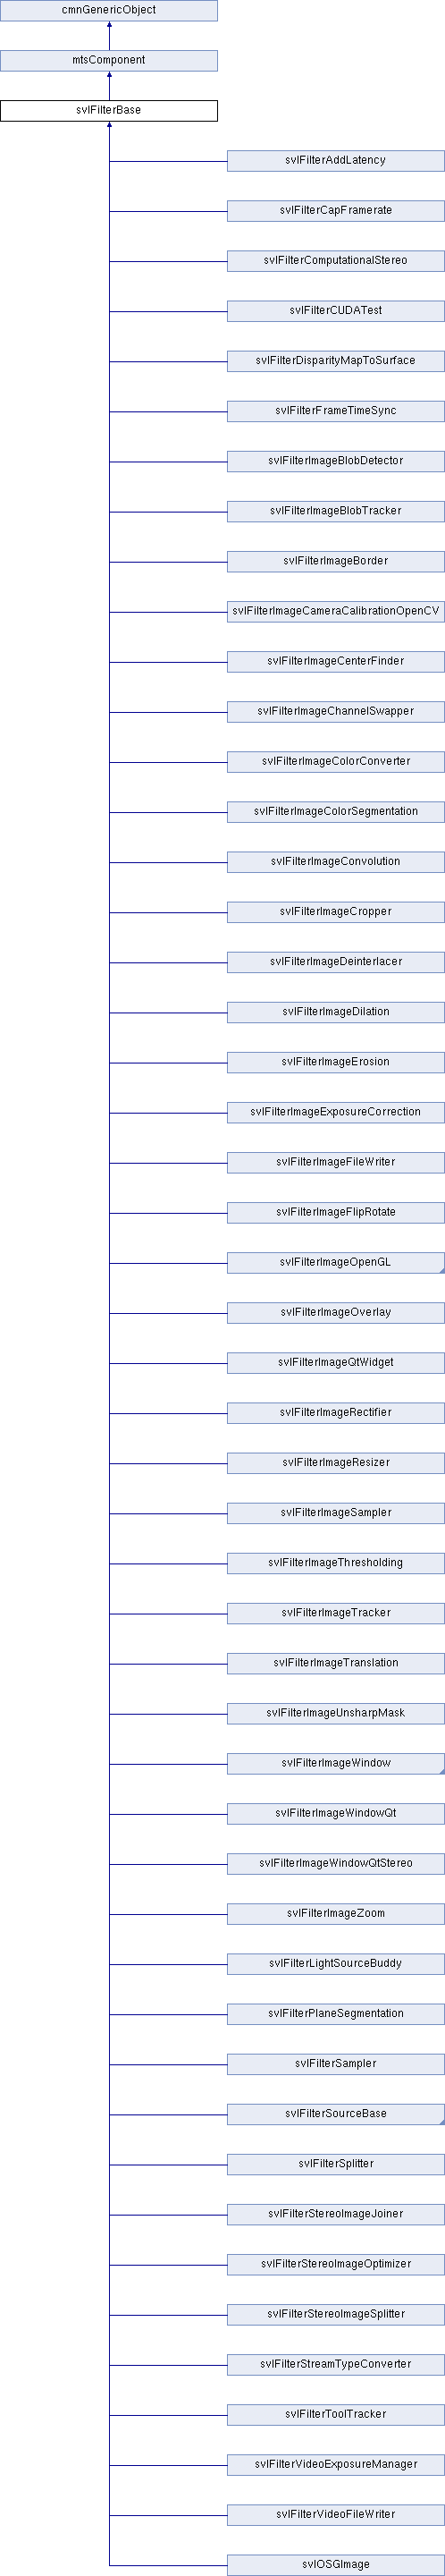 cmnGenericObject
mtsComponent
svlFilterBase
svlFilterAddLatency
svlFilterCapFramerate
svlFilterComputationalStereo
svlFilterCUDATest
svlFilterDisparityMapToSurface
svlFilterFrameTimeSync
svlFilterImageBlobDetector
svlFilterImageBlobTracker
svlFilterImageBorder
svlFilterImageCameraCalibrationOpenCV
svlFilterImageCenterFinder
svlFilterImageChannelSwapper
svlFilterImageColorConverter
svlFilterImageColorSegmentation
svlFilterImageConvolution
svlFilterImageCropper
svlFilterImageDeinterlacer
svlFilterImageDilation
svlFilterImageErosion
svlFilterImageExposureCorrection
svlFilterImageFileWriter
svlFilterImageFlipRotate
svlFilterImageOpenGL
svlFilterImageOverlay
svlFilterImageQtWidget
svlFilterImageRectifier
svlFilterImageResizer
svlFilterImageSampler
svlFilterImageThresholding
svlFilterImageTracker
svlFilterImageTranslation
svlFilterImageUnsharpMask
svlFilterImageWindow
svlFilterImageWindowQt
svlFilterImageWindowQtStereo
svlFilterImageZoom
svlFilterLightSourceBuddy
svlFilterPlaneSegmentation
svlFilterSampler
svlFilterSourceBase
svlFilterSplitter
svlFilterStereoImageJoiner
svlFilterStereoImageOptimizer
svlFilterStereoImageSplitter
svlFilterStreamTypeConverter
svlFilterToolTracker
svlFilterVideoExposureManager
svlFilterVideoFileWriter
svlOSGImage